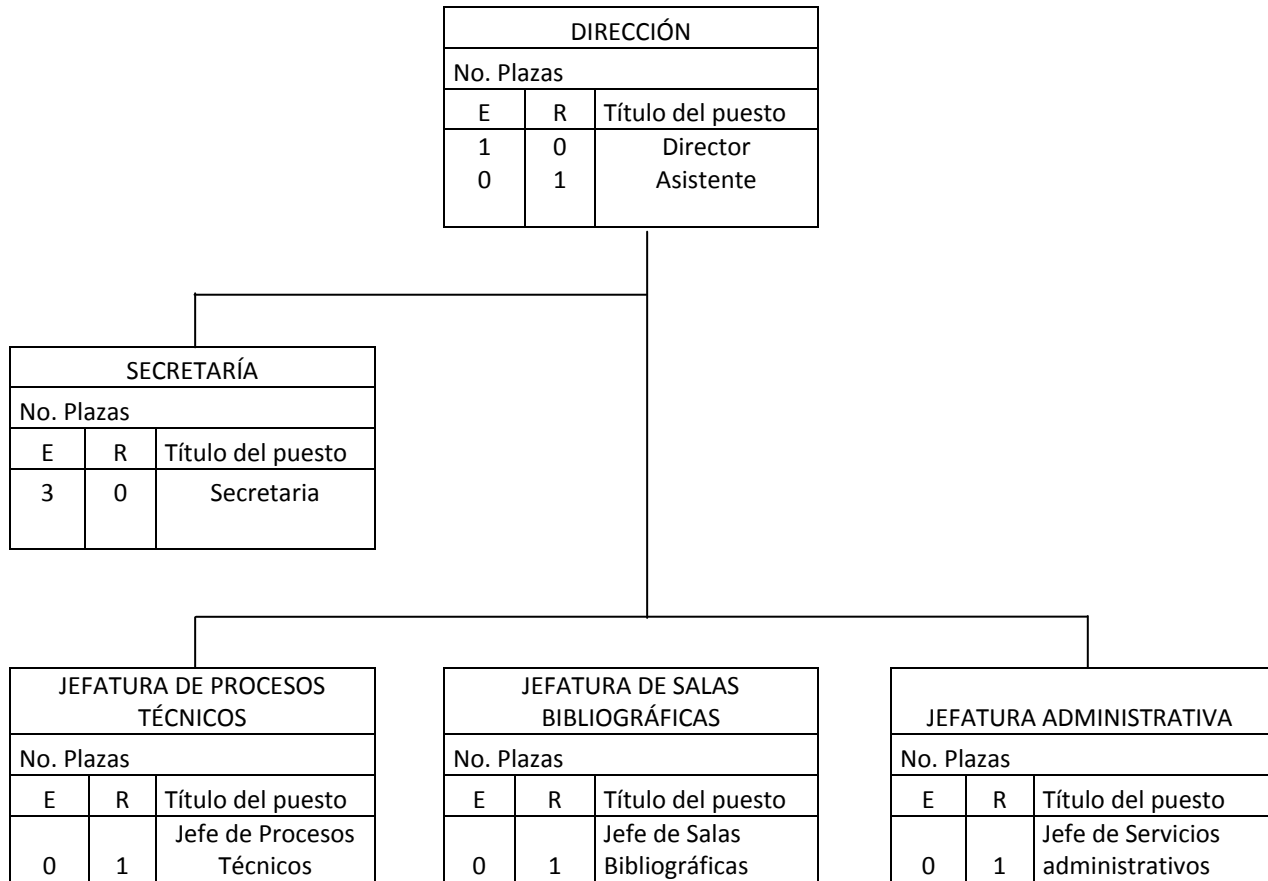 DIRECCIÓN
No. Plazas
E R Título del puesto
1 0 Director
0 1 Asistente
SECRETARÍA
No. Plazas
E R Título del puesto
3 0 Secretaria
JEFATURA DE PROCESOS
TÉCNICOS
No. Plazas
E R Título del puesto
Jefe de Procesos
0 1 Técnicos
JEFATURA DE SALAS
BIBLIOGRÁFICAS
No. Plazas
E R Título del puesto
Jefe de Salas
0 1 Bibliográficas
JEFATURA ADMINISTRATIVA
No. Plazas
E R Título del puesto
Jefe de Servicios
0 1 administrativos